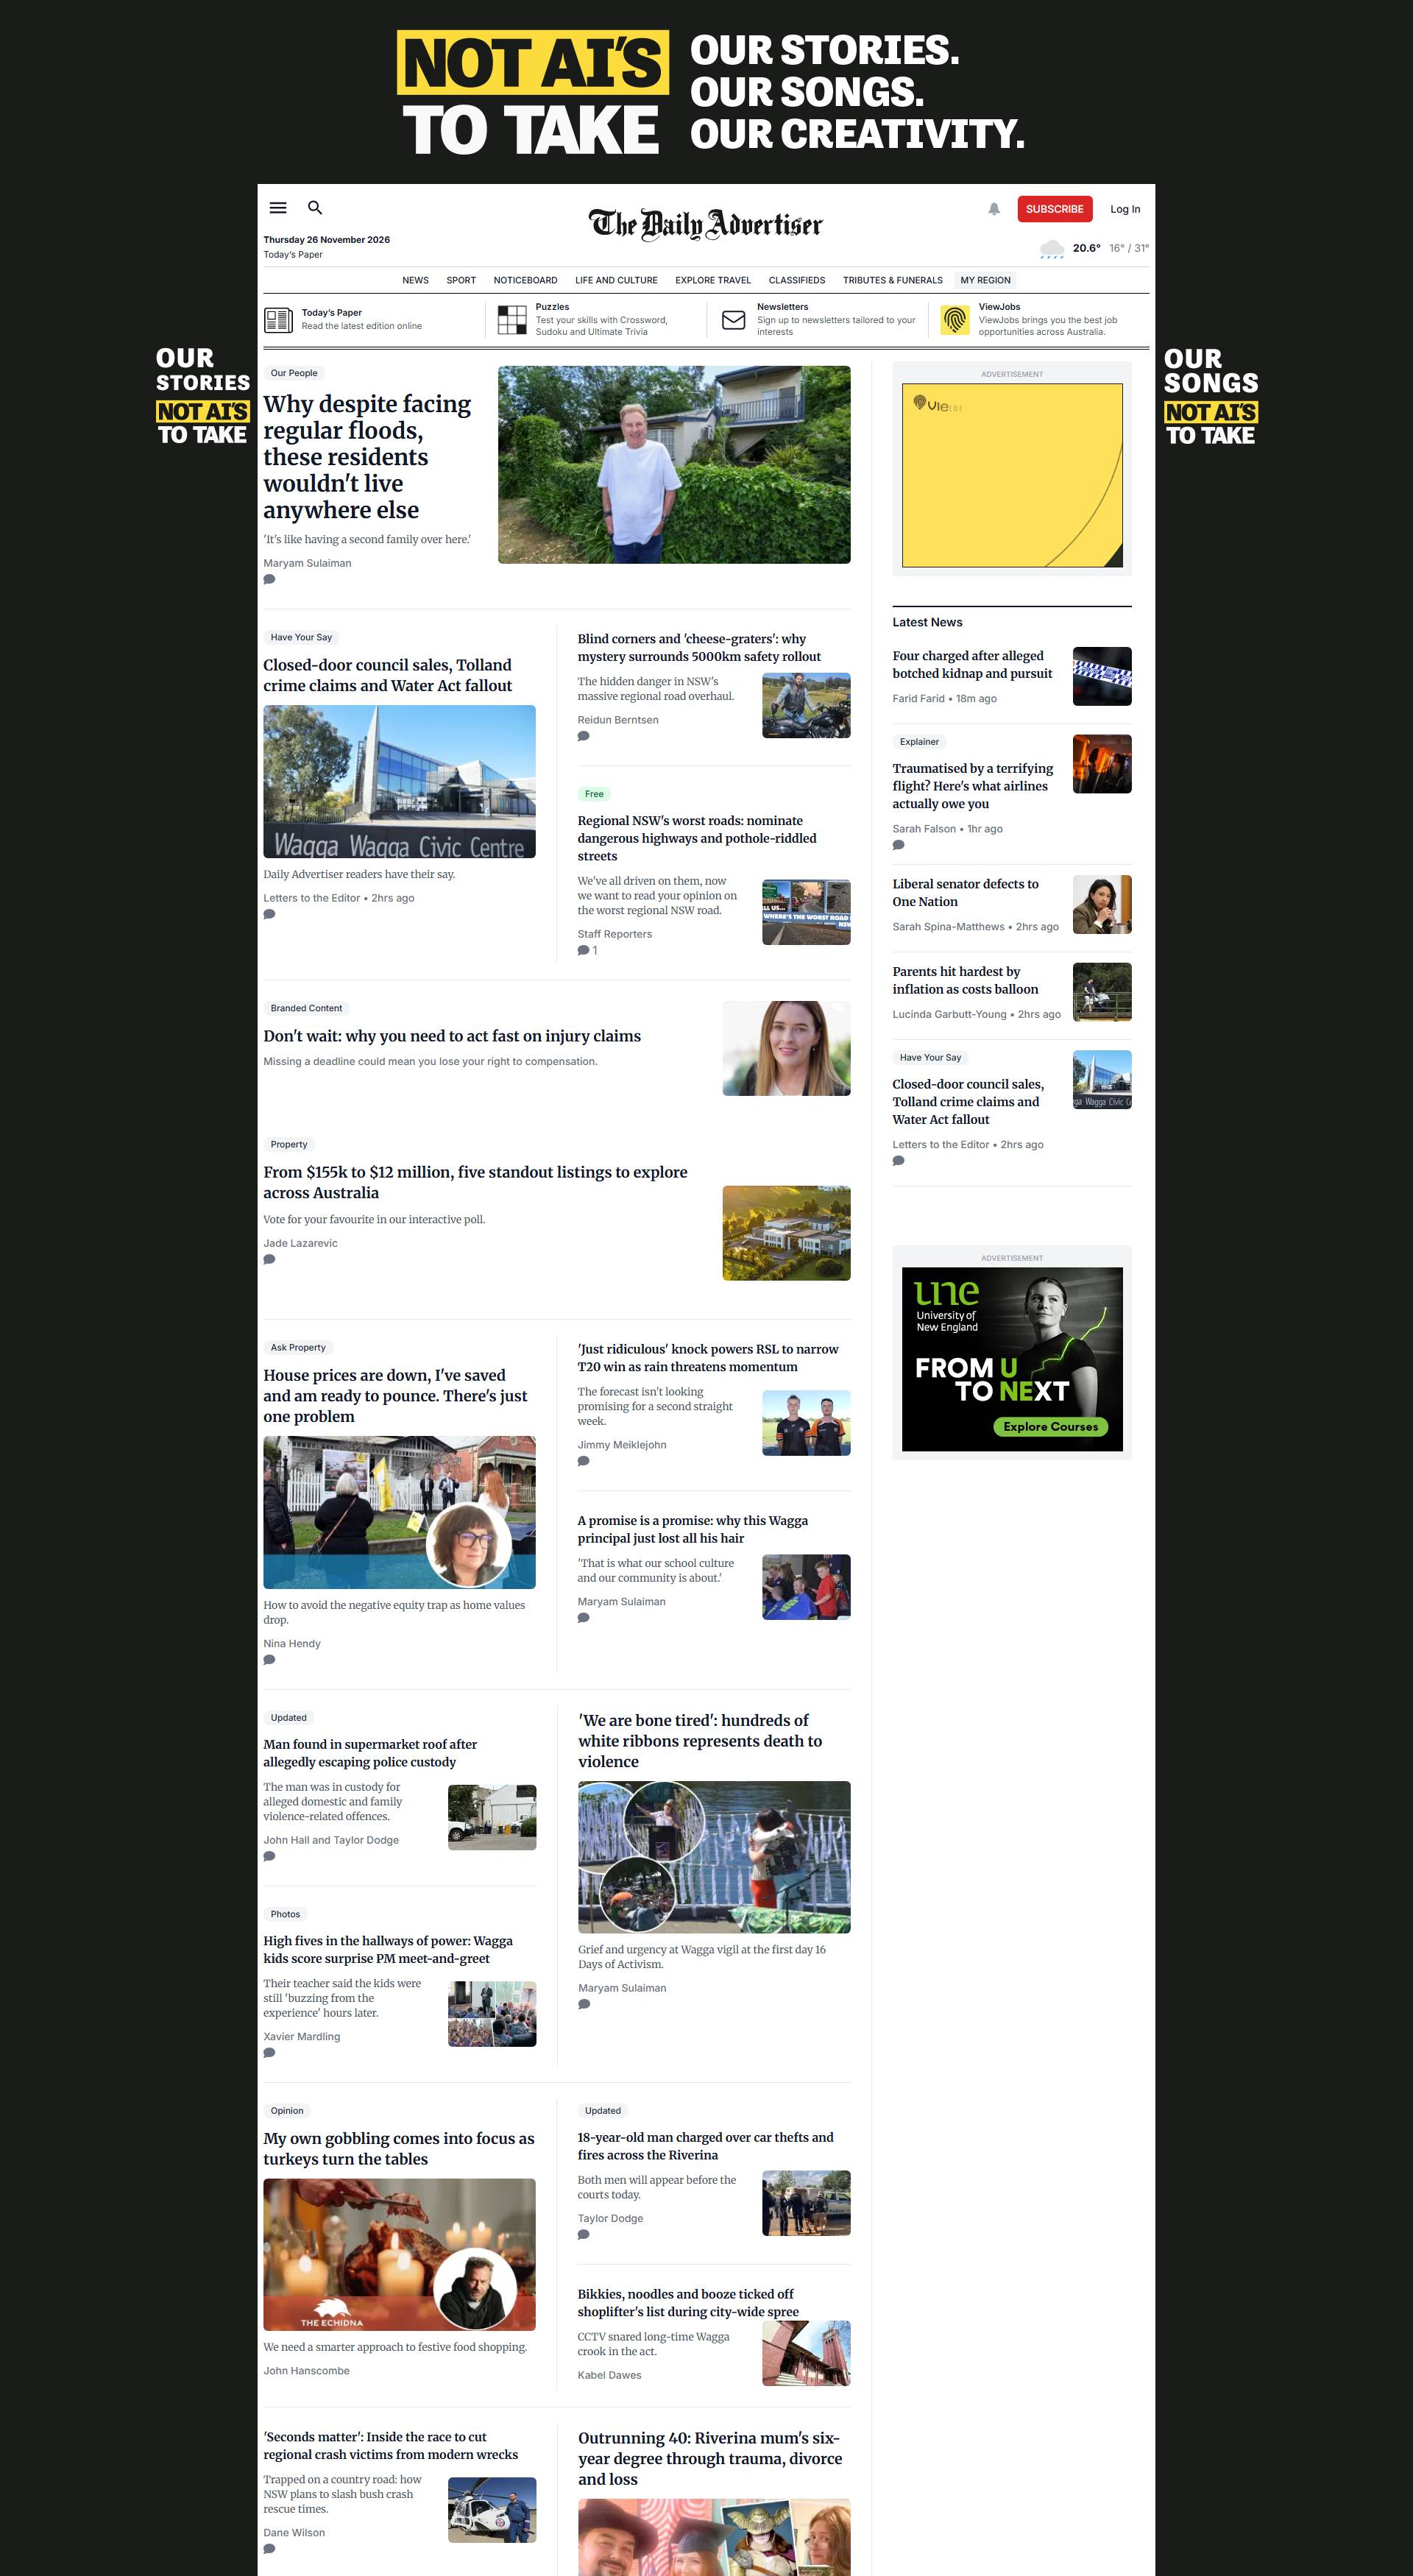 NOT AI'S
TO TAKE
OUR STORIES.
OUR SONGS.
OUR CREATIVITY.
The Daily Advertiser
SUBSCRIBE
Log In
Thursday 26 November 2026
Today's Paper
20.6° 16° / 31°
NEWS SPORT NOTICEBOARD LIFE AND CULTURE EXPLORE TRAVEL CLASSIFIEDS TRIBUTES & FUNERALS MY REGION
Today's Paper
Read the latest edition online
Puzzles
Test your skills with Crossword,
Sudoku and Ultimate Trivia
Newsletters
Sign up to newsletters tailored to your
interests
ViewJobs
ViewJobs brings you the best job
opportunities across Australia.
OUR
STORIES
NOT AI'S
TO TAKE
OUR
SONGS
NOT AI'S
TO TAKE
Our People
Why despite facing
regular floods,
these residents
wouldn't live
anywhere else
'It's like having a second family over here.'
Maryam Sulaiman
Have Your Say
Closed-door council sales, Tolland
crime claims and Water Act fallout
Wagga Wagga Civic Centre
Daily Advertiser readers have their say.
Letters to the Editor • 2hrs ago
Blind corners and 'cheese-graters': why
mystery surrounds 5000km safety rollout
The hidden danger in NSW's
massive regional road overhaul.
Reidun Berntsen
Free
Regional NSW's worst roads: nominate
dangerous highways and pothole-riddled
streets
We've all driven on them, now
we want to read your opinion on
the worst regional NSW road.
WHERE'S THE WORST ROAD
Staff Reporters
1
Branded Content
Don't wait: why you need to act fast on injury claims
Missing a deadline could mean you lose your right to compensation.
Property
From $155k to $12 million, five standout listings to explore
across Australia
Vote for your favourite in our interactive poll.
Jade Lazarevic
Ask Property
House prices are down, I've saved
and am ready to pounce. There's just
one problem
How to avoid the negative equity trap as home values
drop.
Nina Hendy
'Just ridiculous' knock powers RSL to narrow
T20 win as rain threatens momentum
The forecast isn't looking
promising for a second straight
week.
Jimmy Meiklejohn
A promise is a promise: why this Wagga
principal just lost all his hair
'That is what our school culture
and our community is about.'
Maryam Sulaiman
Updated
Man found in supermarket roof after
allegedly escaping police custody
The man was in custody for
alleged domestic and family
violence-related offences.
John Hall and Taylor Dodge
Photos
High fives in the hallways of power: Wagga
kids score surprise PM meet-and-greet
Their teacher said the kids were
still 'buzzing from the
experience' hours later.
Xavier Mardling
'We are bone tired': hundreds of
white ribbons represents death to
violence
Grief and urgency at Wagga vigil at the first day 16
Days of Activism.
Maryam Sulaiman
Opinion
My own gobbling comes into focus as
turkeys turn the tables
THE ECHIDNA
We need a smarter approach to festive food shopping.
John Hanscombe
Updated
18-year-old man charged over car thefts and
fires across the Riverina
Both men will appear before the
courts today.
Taylor Dodge
Bikkies, noodles and booze ticked off
shoplifter's list during city-wide spree
CCTV snared long-time Wagga
crook in the act.
Kabel Dawes
'Seconds matter': Inside the race to cut
regional crash victims from modern wrecks
Trapped on a country road: how
NSW plans to slash bush crash
rescue times.
Dane Wilson
Outrunning 40: Riverina mum's six-
year degree through trauma, divorce
and loss
ADVERTISEMENT
Latest News
Four charged after alleged
botched kidnap and pursuit
Farid Farid • 18m ago
Explainer
Traumatised by a terrifying
flight? Here's what airlines
actually owe you
Sarah Falson • 1hr ago
Liberal senator defects to
One Nation
Sarah Spina-Matthews • 2hrs ago
Parents hit hardest by
inflation as costs balloon
Lucinda Garbutt-Young • 2hrs ago
Have Your Say
Closed-door council sales,
Tolland crime claims and
Water Act fallout
Letters to the Editor • 2hrs ago
ADVERTISEMENT
une
University of
New England
FROM U
TO NEXT
Explore Courses